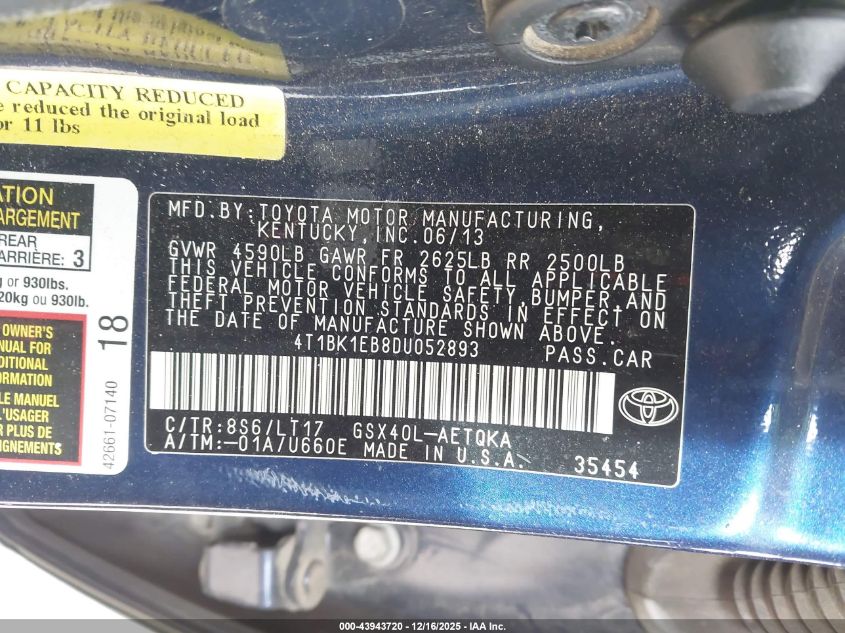 CAPACITY REDUCED
e reduced the original load
or 11 lbs
ATION
ARGEMENT
REAR
ARRIÈRE: 3
g or 930lbs.
20kg ou 930lb.
OWNER'S
NUAL FOR
DITIONAL
FORMATION
LE MANUEL
L'USAGER
R PLUS DE
SEIGNEMENTS
18
42661-07140
MFD.BY:TOYOTA MOTOR MANUFACTURING,
KENTUCKY,INC.06/13
GVWR 4590LB GAWR FR 2625LB RR 2500LB
THIS VEHICLE CONFORMS TO ALL APPLICABLE
FEDERAL MOTOR VEHICLE SAFETY,BUMPER,AND
THEFT PREVENTION STANDARDS IN EFFECT ON
THE DATE OF MANUFACTURE SHOWN ABOVE.
4T1BK1EB8DU052893 PASS.CAR
C/TR:8S6/LT17 GSX40L-AETQKA
A/TM:-01A/U660E MADE IN U.S.A. 35454
000-43943720 - 12/16/2025 - IAA Inc.